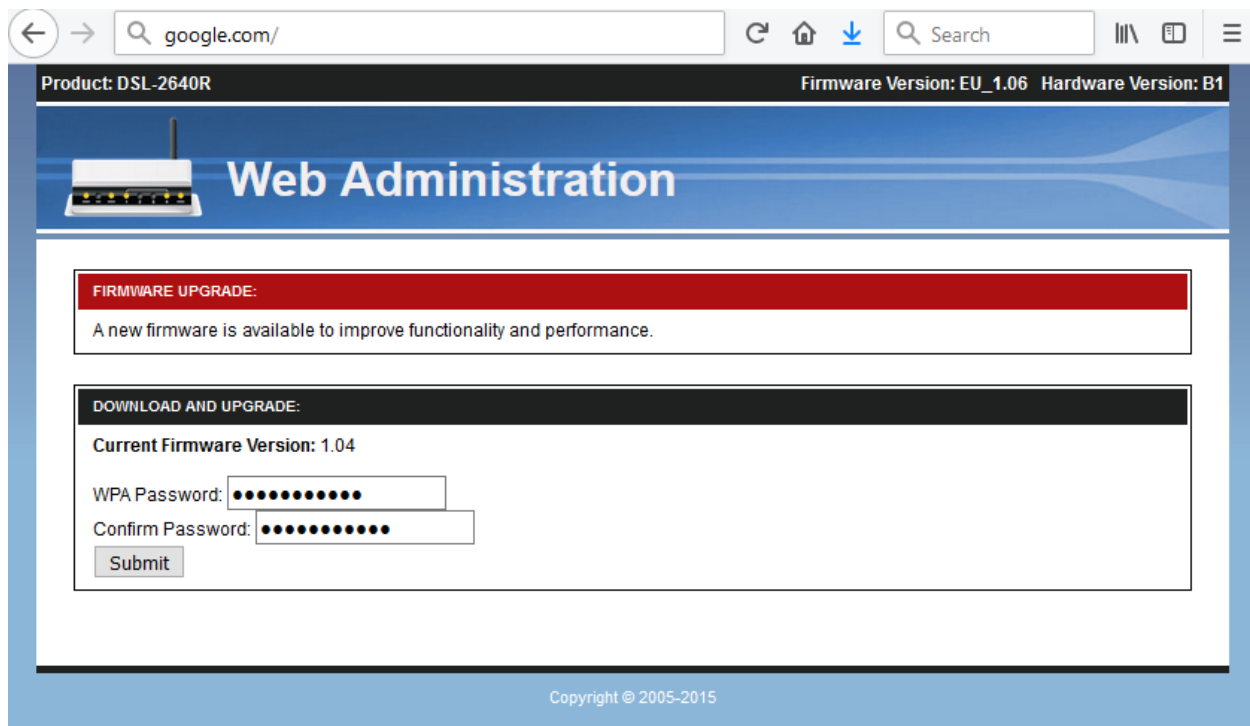 google.com/
Search
Product: DSL-2640R
Firmware Version: EU_1.06 Hardware Version: B1
Web Administration
FIRMWARE UPGRADE:
A new firmware is available to improve functionality and performance.
DOWNLOAD AND UPGRADE:
Current Firmware Version: 1.04
WPA Password: ●●●●●●●●●●●
Confirm Password: ●●●●●●●●●●●
Submit
Copyright © 2005-2015